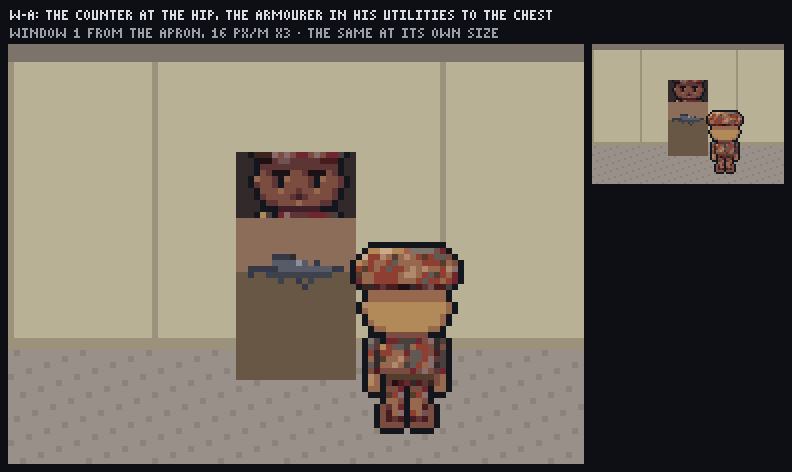 W-A: THE COUNTER AT THE HIP, THE ARMOURER IN HIS UTILITIES TO THE CHEST
WINDOW 1 FROM THE APRON, 16 PX/M X3 · THE SAME AT ITS OWN SIZE